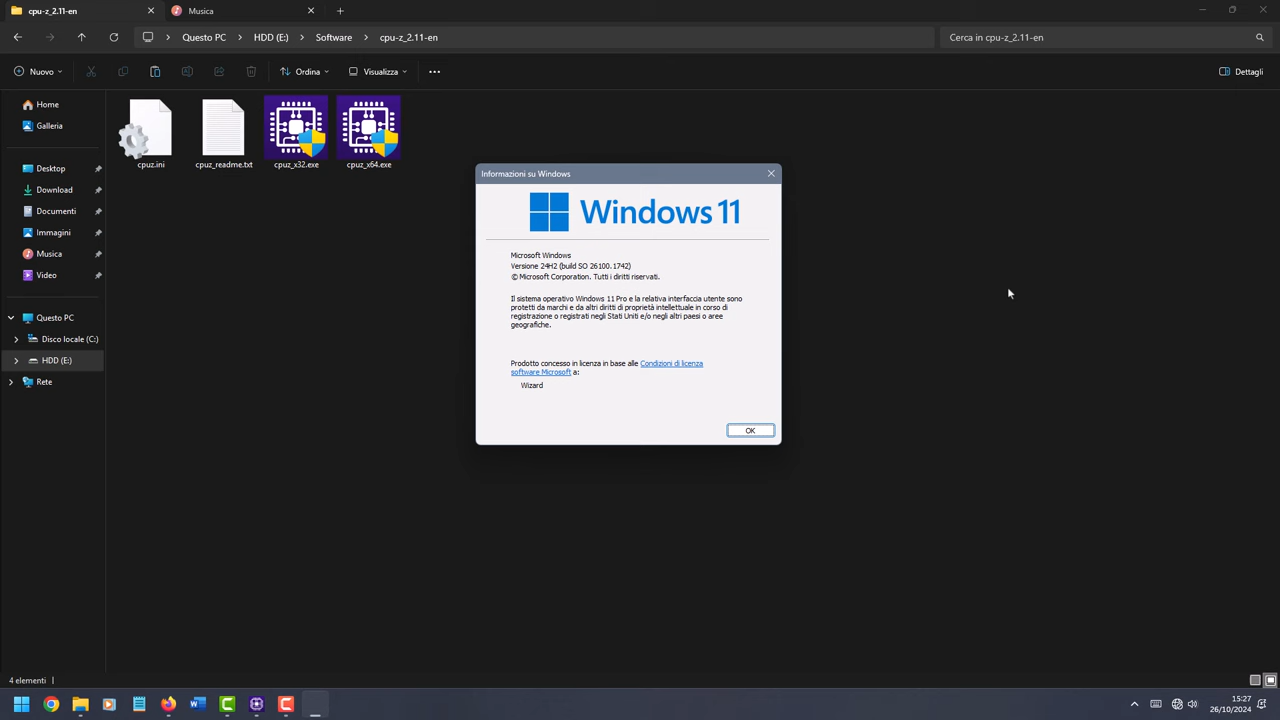 cpu-z_2.11-en
Musica
Questo PC > HDD (E:) > Software > cpu-z_2.11-en
Cerca in cpu-z_2.11-en
Nuovo
Ordina
Visualizza
Dettagli
Home
Galleria
Desktop
Download
Documenti
Immagini
Musica
Video
Questo PC
Disco locale (C:)
HDD (E:)
Rete
cpuz.ini
cpuz_readme.txt
cpuz_x32.exe
cpuz_x64.exe
Informazioni su Windows
Windows 11
Microsoft Windows
Versione 24H2 (build SO 26100.1742)
© Microsoft Corporation. Tutti i diritti riservati.
Il sistema operativo Windows 11 Pro e la relativa interfaccia utente sono
protetti da marchi e da altri diritti di proprietà intellettuale in corso di
registrazione o registrati negli Stati Uniti e/o negli altri paesi o aree
geografiche.
Prodotto concesso in licenza in base alle Condizioni di licenza
software Microsoft a:
Wizard
OK
4 elementi
15:27
26/10/2024